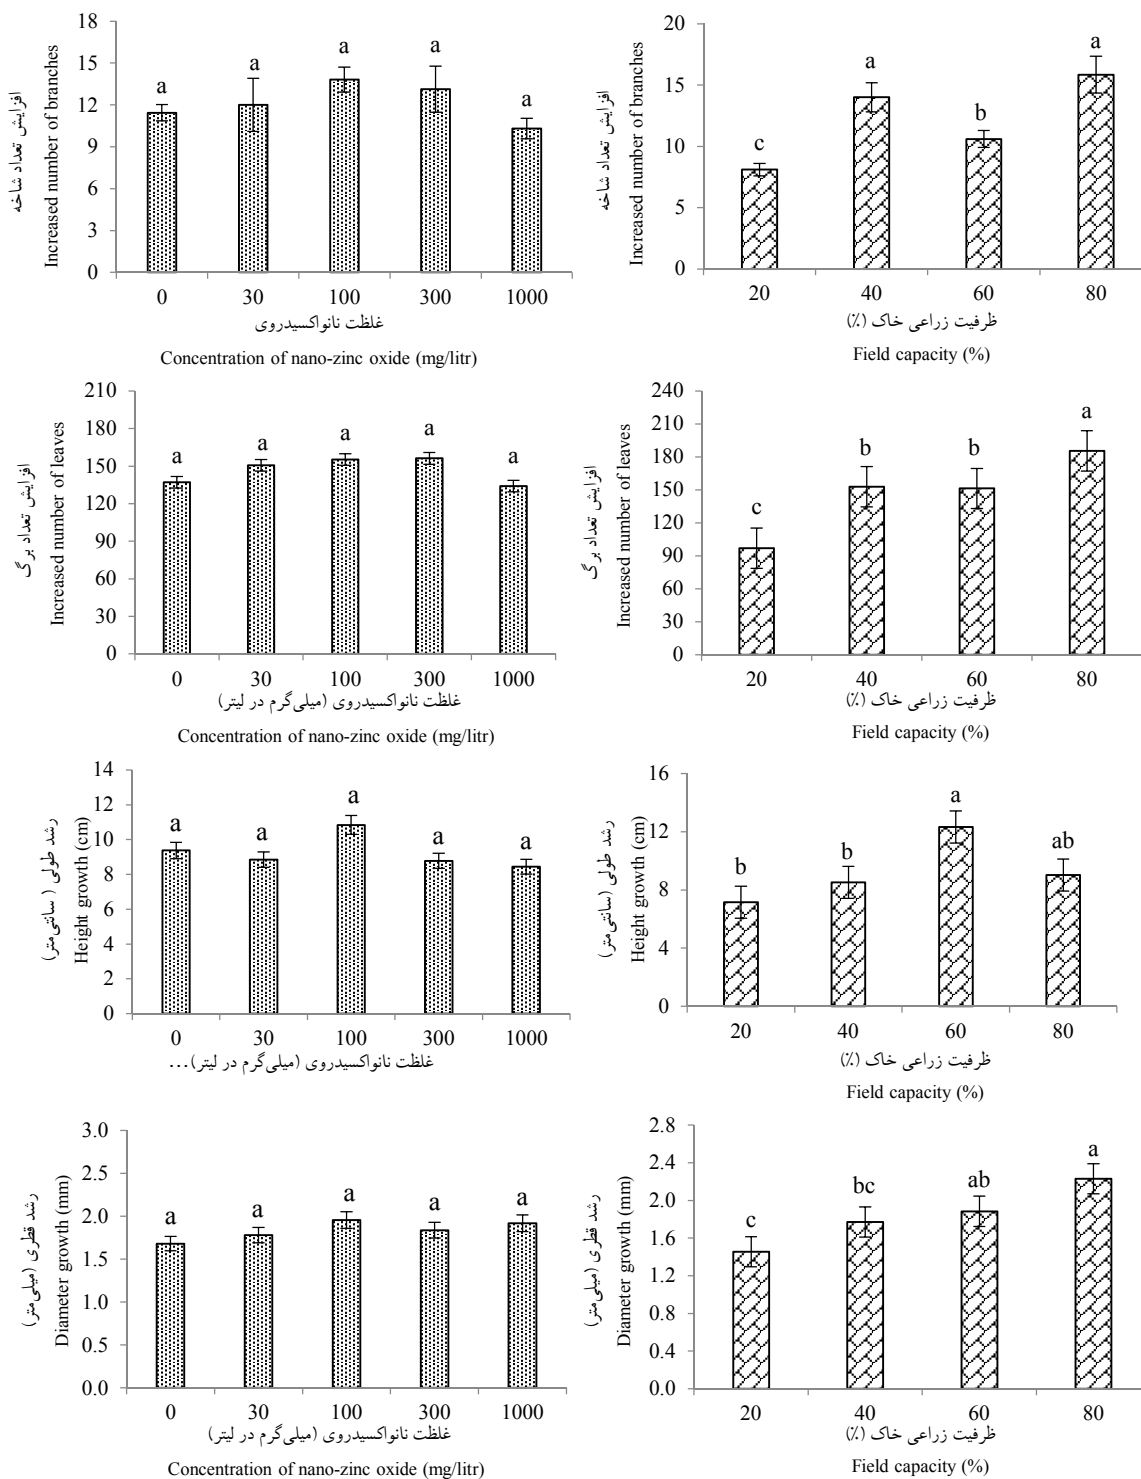 افزایش تعداد شاخه
Increased number of branches
18
15
12
9
6
3
0
a
a
a
a
a
0 30 100 300 1000
غلظت نانواکسیدروی
Concentration of nano-zinc oxide (mg/litr)
افزایش تعداد شاخه
Increased number of branches
20
15
10
5
0
c
a
b
a
20 40 60 80
ظرفیت زراعی خاک (٪)
Field capacity (%)
افزایش تعداد برگ
Increased number of leaves
210
180
150
120
90
60
30
0
a
a
a
a
a
0 30 100 300 1000
غلظت نانواکسیدروی (میلی‌گرم در لیتر)
Concentration of nano-zinc oxide (mg/litr)
افزایش تعداد برگ
Increased number of leaves
240
210
180
150
120
90
60
30
0
c
b
b
a
20 40 60 80
ظرفیت زراعی خاک (٪)
Field capacity (%)
رشد طولی ( سانتی‌متر)
Height growth (cm)
14
12
10
8
6
4
2
0
a
a
a
a
a
0 30 100 300 1000
غلظت نانواکسیدروی (میلی‌گرم در لیتر)...
رشد طولی (سانتی‌متر)
Height growth (cm)
16
12
8
4
0
b
b
a
ab
20 40 60 80
ظرفیت زراعی خاک (٪)
Field capacity (%)
رشد قطری (میلی‌متر)
Diameter growth (mm)
3.0
2.5
2.0
1.5
1.0
0.5
0.0
a
a
a
a
a
0 30 100 300 1000
غلظت نانواکسیدروی (میلی‌گرم در لیتر)
Concentration of nano-zinc oxide (mg/litr)
رشد قطری (میلی‌متر)
Diameter growth (mm)
2.8
2.4
2.0
1.6
1.2
0.8
0.4
0.0
c
bc
ab
a
20 40 60 80
ظرفیت زراعی خاک (٪)
Field capacity (%)